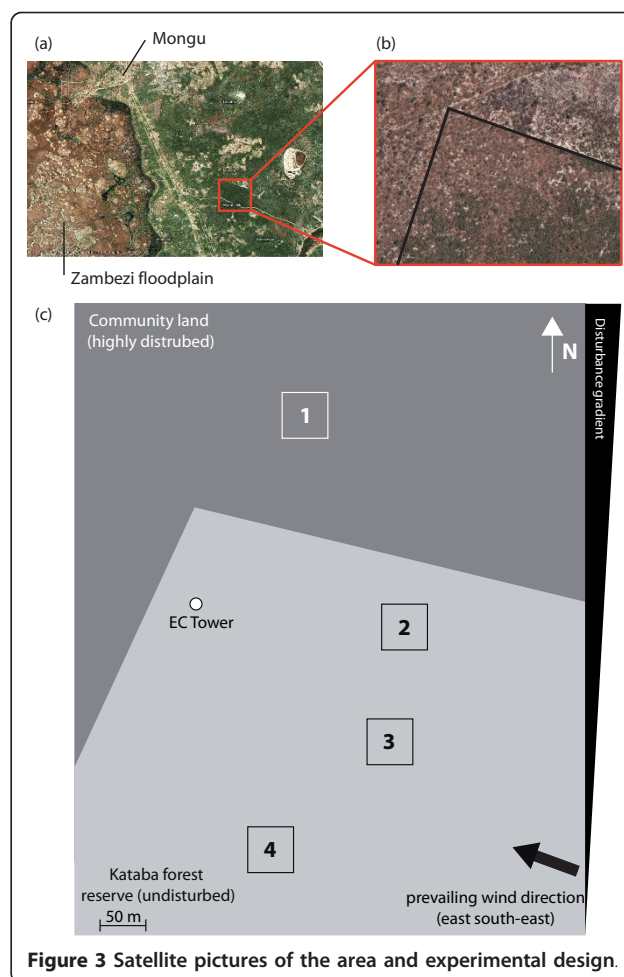 (a)
Mongu
(b)
Zambezi floodplain
(c)
Community land
(highly distrubed)
N
Disturbance gradient
1
EC Tower
2
3
4
Kataba forest
reserve (undisturbed)
50 m
prevailing wind direction
(east south-east)
Figure 3 Satellite pictures of the area and experimental design.